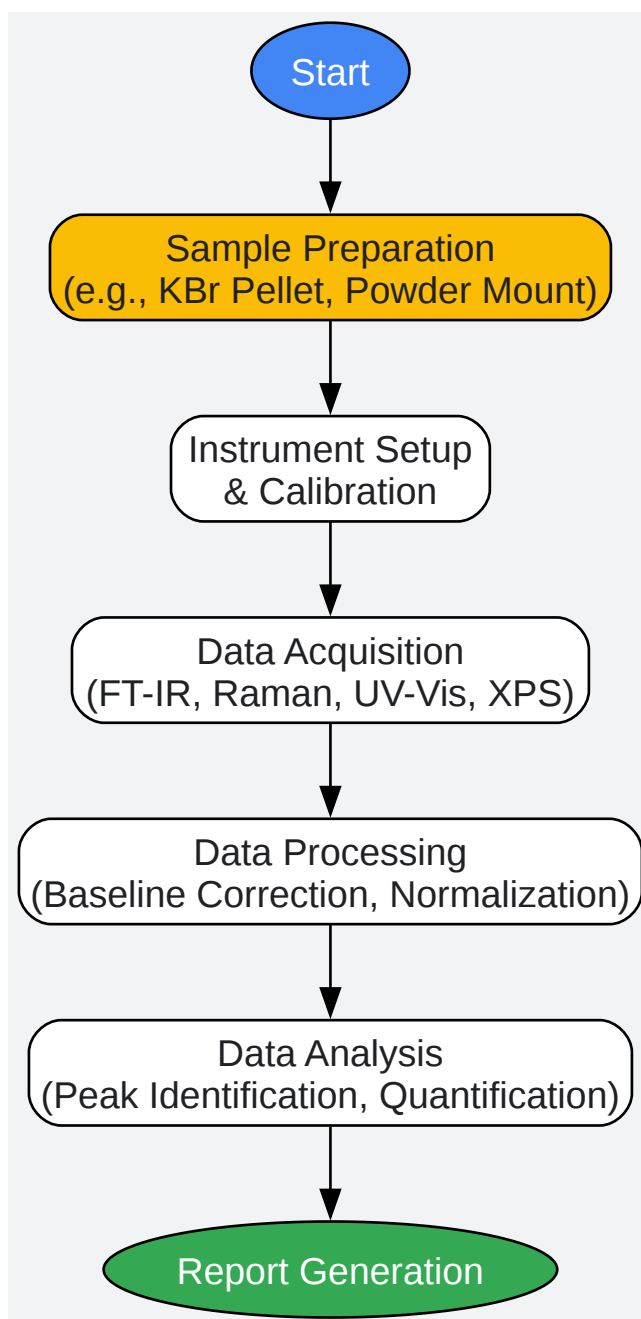 Start
Sample Preparation
(e.g., KBr Pellet, Powder Mount)
Instrument Setup
& Calibration
Data Acquisition
(FT-IR, Raman, UV-Vis, XPS)
Data Processing
(Baseline Correction, Normalization)
Data Analysis
(Peak Identification, Quantification)
Report Generation